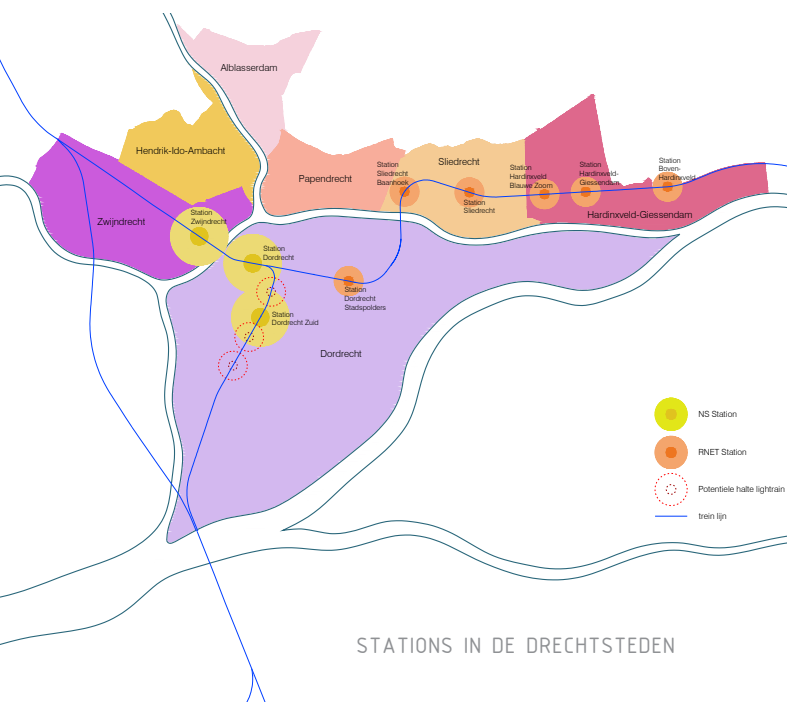 Alblasserdam
Hendrik-Ido-Ambacht
Papendrecht
Station
Sliedrecht
Baanhoek
Sliedrecht
Station
Sliedrecht
Station
Hardinxveld
Blauwe Zoom
Station
Hardinxveld-
Giessendam
Station
Boven-
Hardinxveld
Hardinxveld-Giessendam
Zwijndrecht
Station
Zwijndrecht
Station
Dordrecht
Station
Dordrecht
Stadspolders
Station
Dordrecht Zuid
Dordrecht
NS Station
RNET Station
Potentiele halte lightrain
trein lijn
STATIONS IN DE DRECHTSTEDEN